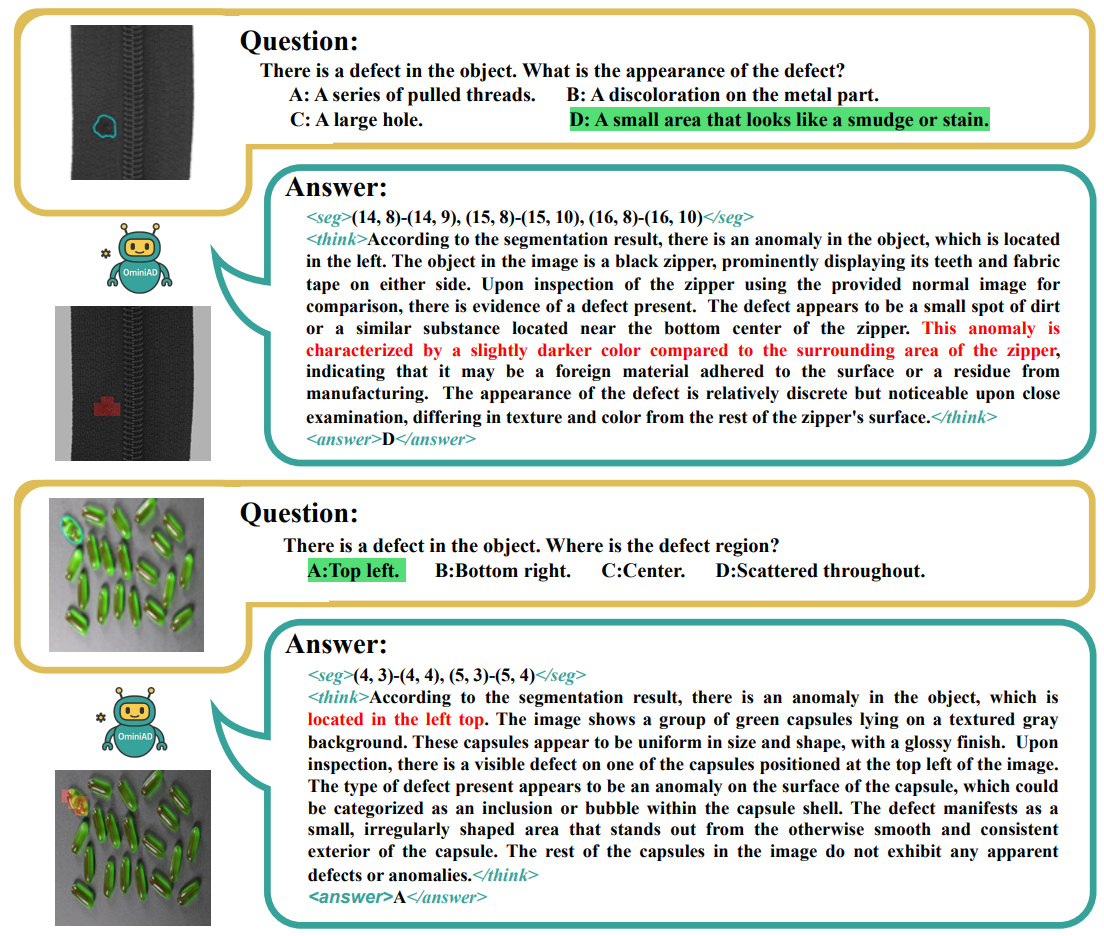 Question:
There is a defect in the object. What is the appearance of the defect?
A: A series of pulled threads. B: A discoloration on the metal part.
C: A large hole. D: A small area that looks like a smudge or stain.
Answer:
<seg>(14, 8)-(14, 9), (15, 8)-(15, 10), (16, 8)-(16, 10)</seg>
<think>According to the segmentation result, there is an anomaly in the object, which is located
in the left. The object in the image is a black zipper, prominently displaying its teeth and fabric
tape on either side. Upon inspection of the zipper using the provided normal image for
comparison, there is evidence of a defect present. The defect appears to be a small spot of dirt
or a similar substance located near the bottom center of the zipper. This anomaly is
characterized by a slightly darker color compared to the surrounding area of the zipper,
indicating that it may be a foreign material adhered to the surface or a residue from
manufacturing. The appearance of the defect is relatively discrete but noticeable upon close
examination, differing in texture and color from the rest of the zipper's surface.</think>
<answer>D</answer>
OminiAD
Question:
There is a defect in the object. Where is the defect region?
A:Top left. B:Bottom right. C:Center. D:Scattered throughout.
Answer:
<seg>(4, 3)-(4, 4), (5, 3)-(5, 4)</seg>
<think>According to the segmentation result, there is an anomaly in the object, which is
located in the left top. The image shows a group of green capsules lying on a textured gray
background. These capsules appear to be uniform in size and shape, with a glossy finish. Upon
inspection, there is a visible defect on one of the capsules positioned at the top left of the image.
The type of defect present appears to be an anomaly on the surface of the capsule, which could
be categorized as an inclusion or bubble within the capsule shell. The defect manifests as a
small, irregularly shaped area that stands out from the otherwise smooth and consistent
exterior of the capsule. The rest of the capsules in the image do not exhibit any apparent
defects or anomalies.</think>
<answer>A</answer>
OminiAD